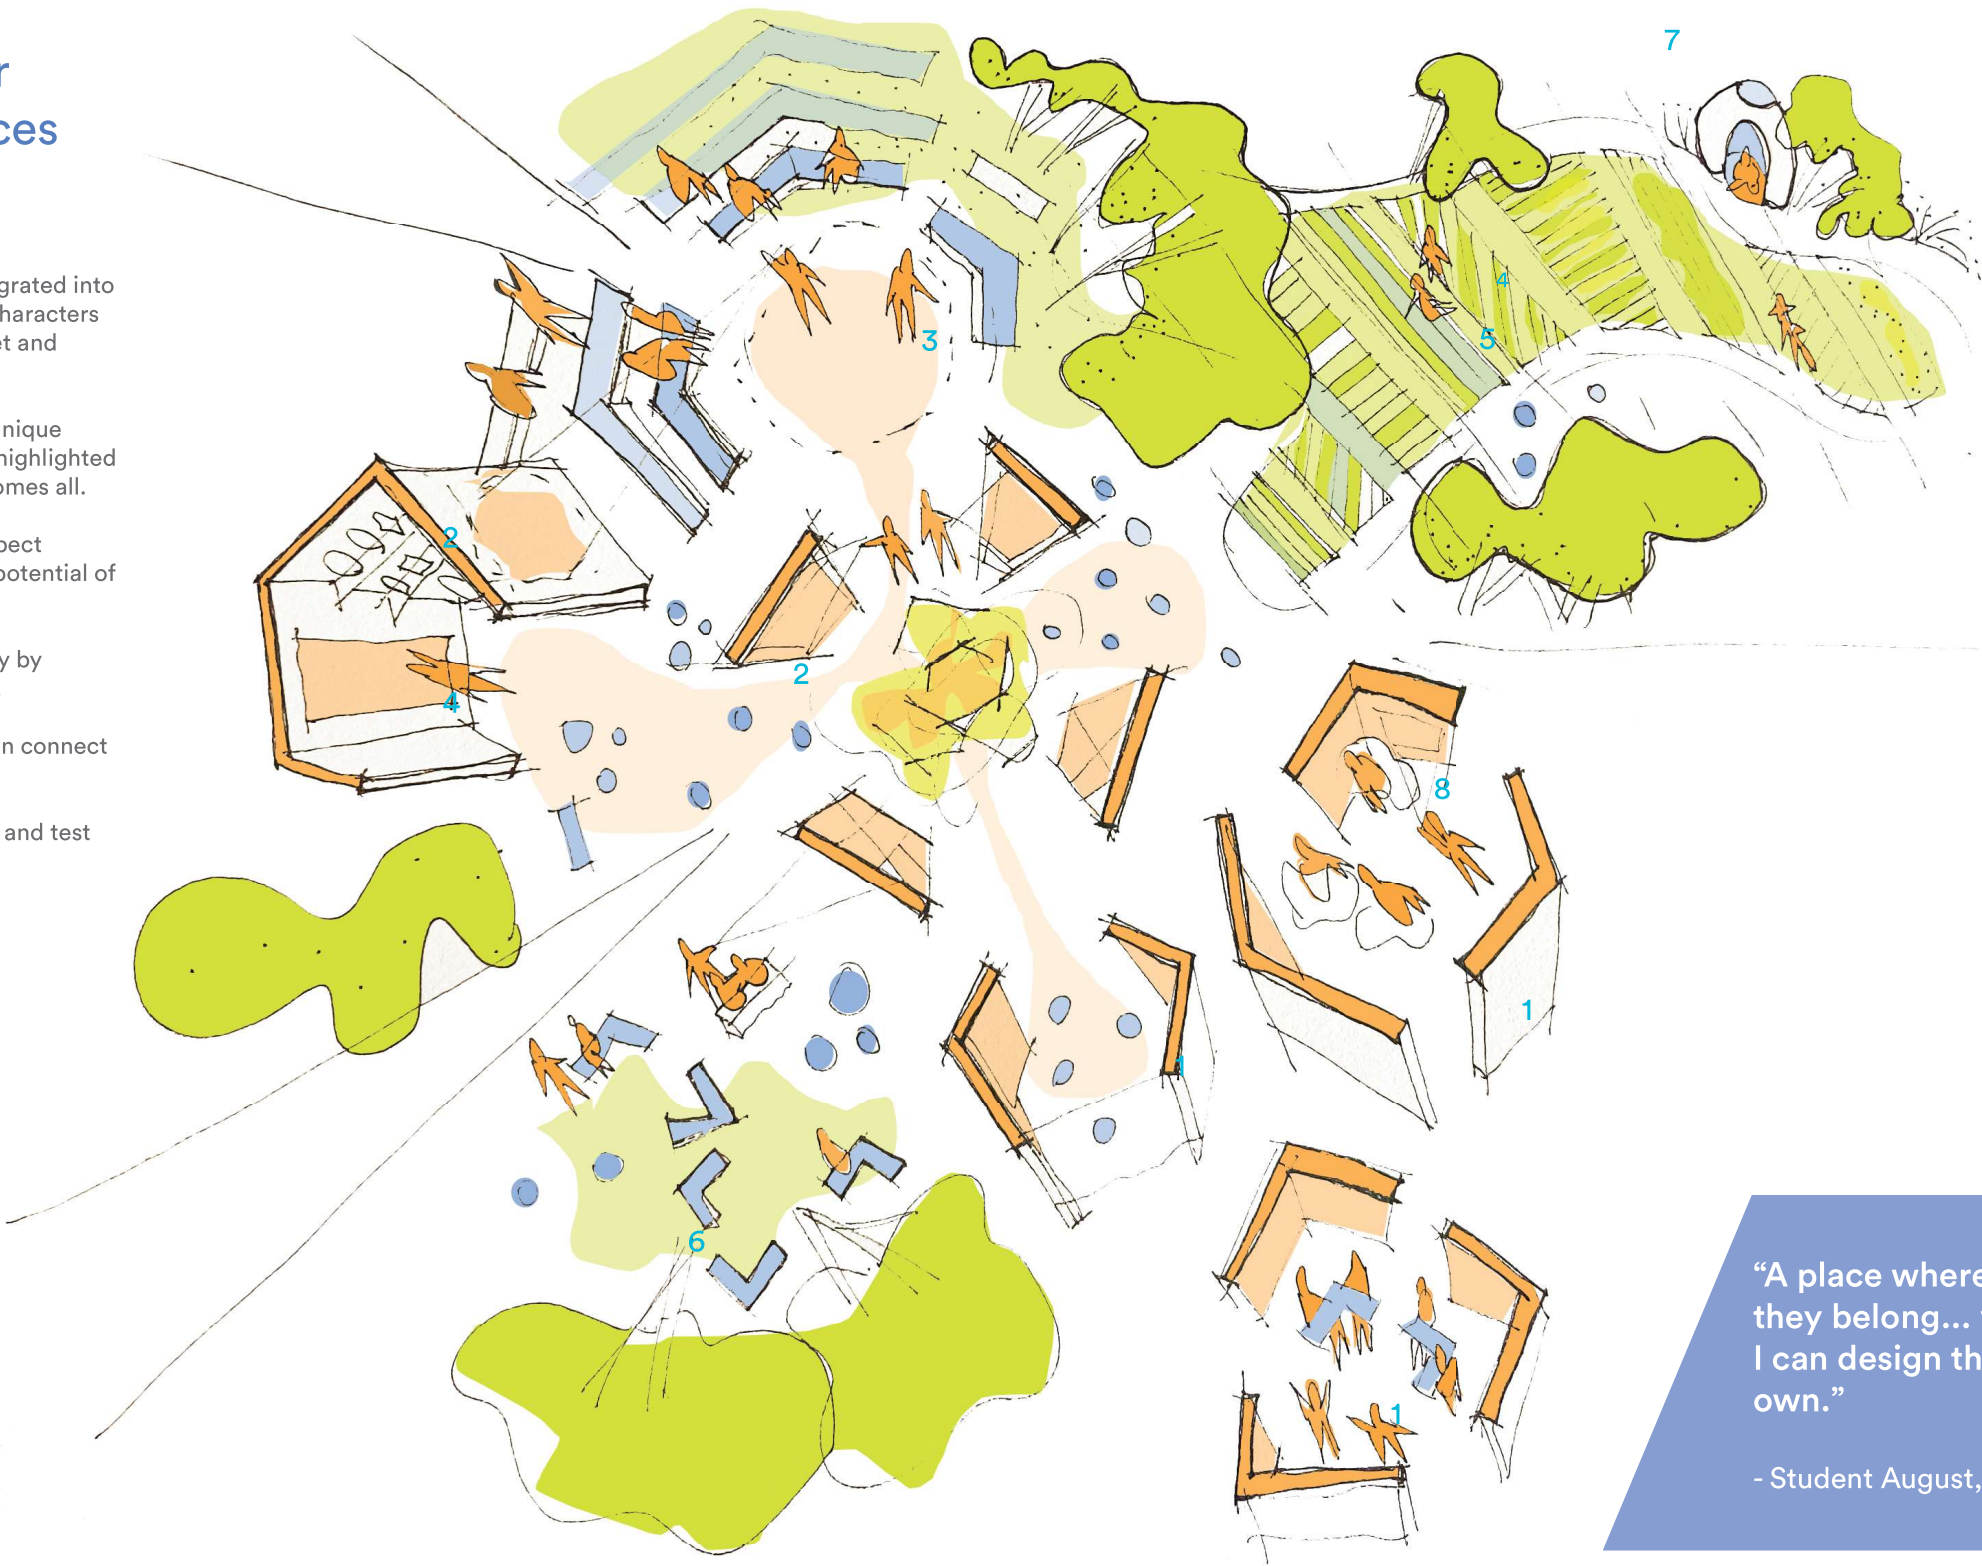 r
ces
grated into
haracters
et and
nique
highlighted
omes all.
pect
potential of
y by
n connect
and test
7
4
5
3
2
2
4
8
1
1
6
1
“A place where
they belong...
I can design th
own.”
- Student August,